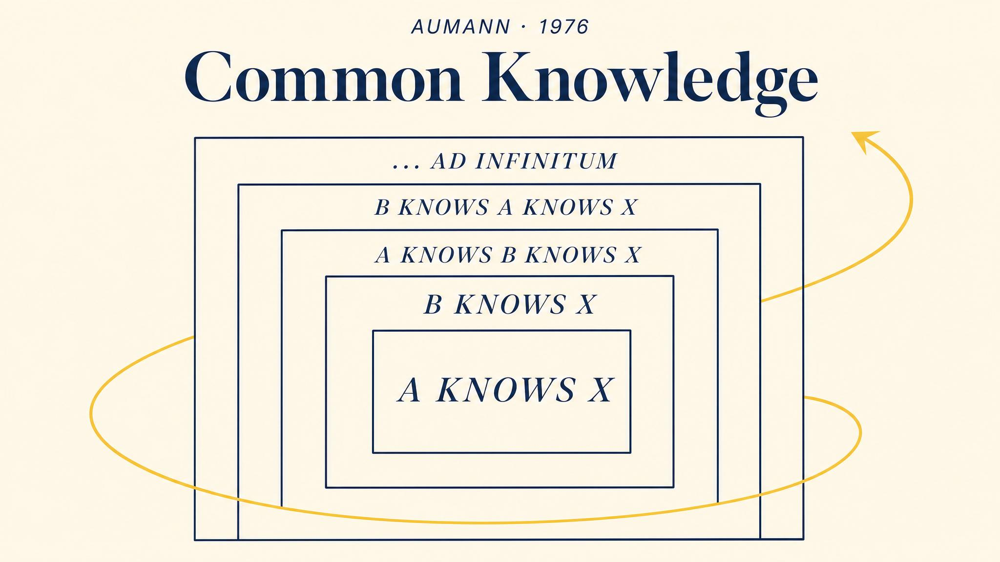 AUMANN · 1976
Common Knowledge
... AD INFINITUM
B KNOWS A KNOWS X
A KNOWS B KNOWS X
B KNOWS X
A KNOWS X